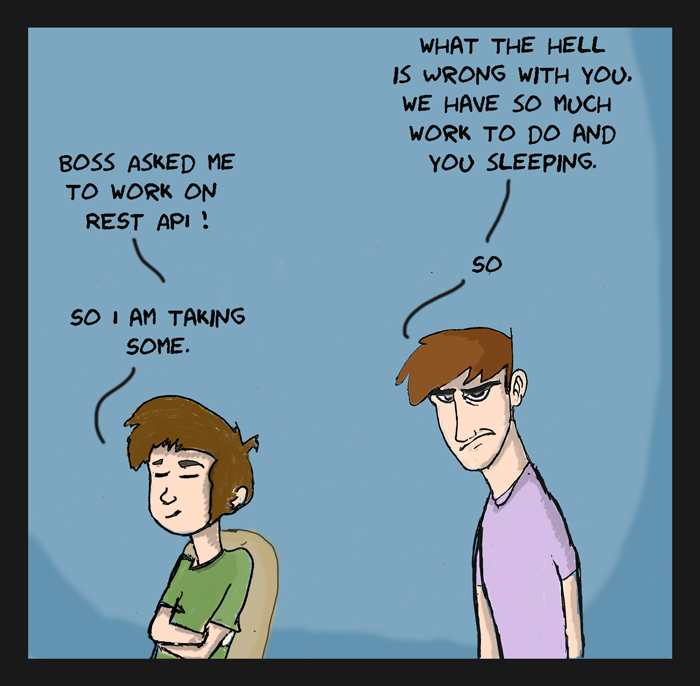 WHAT THE HELL
IS WRONG WITH YOU.
WE HAVE SO MUCH
WORK TO DO AND
YOU SLEEPING.
SO
BOSS ASKED ME
TO WORK ON
REST API !
SO I AM TAKING
SOME.